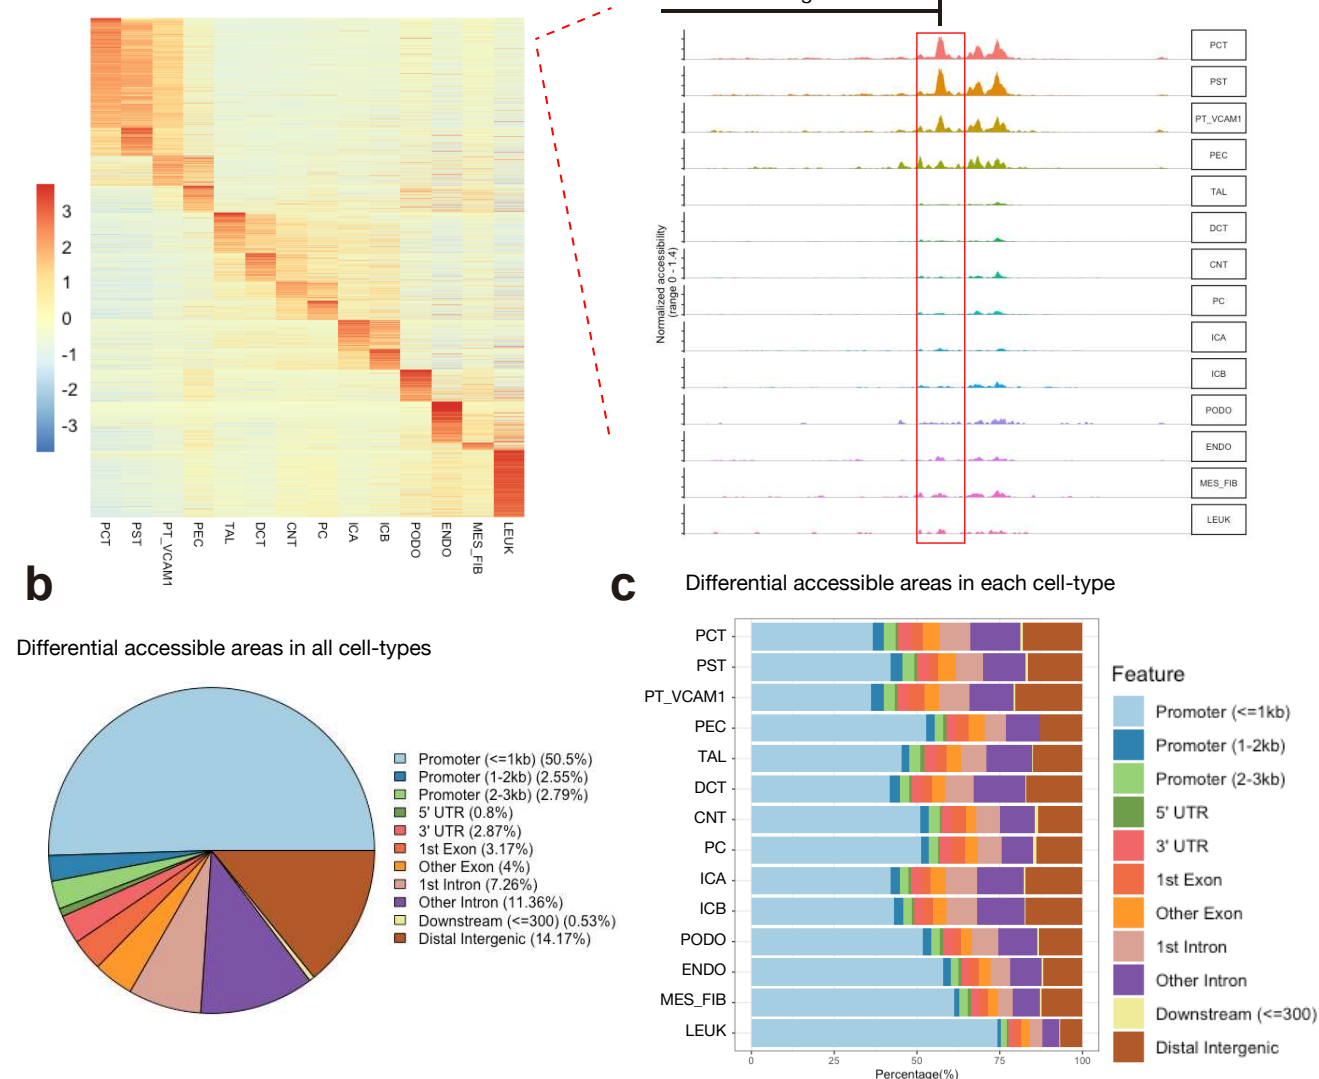 3
2
1
0
-1
-2
-3
PCT
PST
PT_VCAM1
PEC
TAL
DCT
CNT
PC
ICA
ICB
PODO
ENDO
MES_FIB
LEUK
Normalized accessibility
(range 0 - 1.4)
PCT
PST
PT_VCAM1
PEC
TAL
DCT
CNT
PC
ICA
ICB
PODO
ENDO
MES_FIB
LEUK
b
Differential accessible areas in all cell-types
Promoter (<=1kb) (50.5%)
Promoter (1-2kb) (2.55%)
Promoter (2-3kb) (2.79%)
5' UTR (0.8%)
3' UTR (2.87%)
1st Exon (3.17%)
Other Exon (4%)
1st Intron (7.26%)
Other Intron (11.36%)
Downstream (<=300) (0.53%)
Distal Intergenic (14.17%)
c
Differential accessible areas in each cell-type
PCT
PST
PT_VCAM1
PEC
TAL
DCT
CNT
PC
ICA
ICB
PODO
ENDO
MES_FIB
LEUK
0
25
50
75
100
Percentage(%)
Feature
Promoter (<=1kb)
Promoter (1-2kb)
Promoter (2-3kb)
5' UTR
3' UTR
1st Exon
Other Exon
1st Intron
Other Intron
Downstream (<=300)
Distal Intergenic